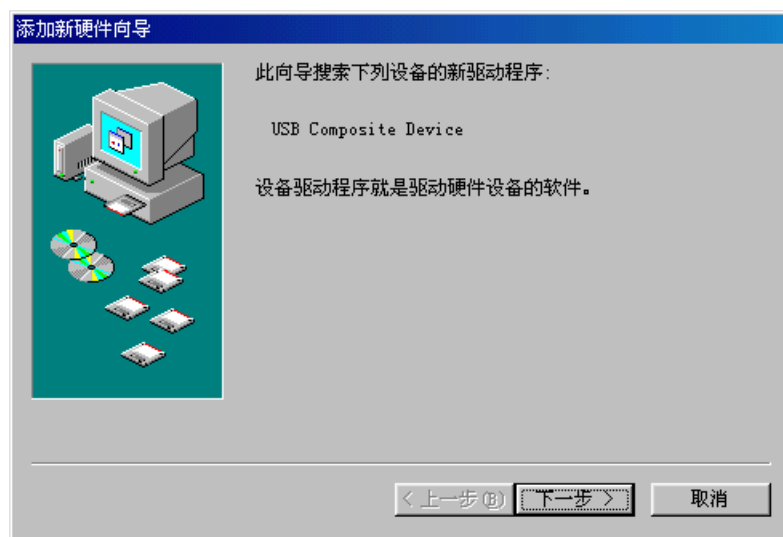 添加新硬件向导
此向导搜索下列设备的新驱动程序:
USB Composite Device
设备驱动程序就是驱动硬件设备的软件。
< 上一步(B) 下一步 > 取消